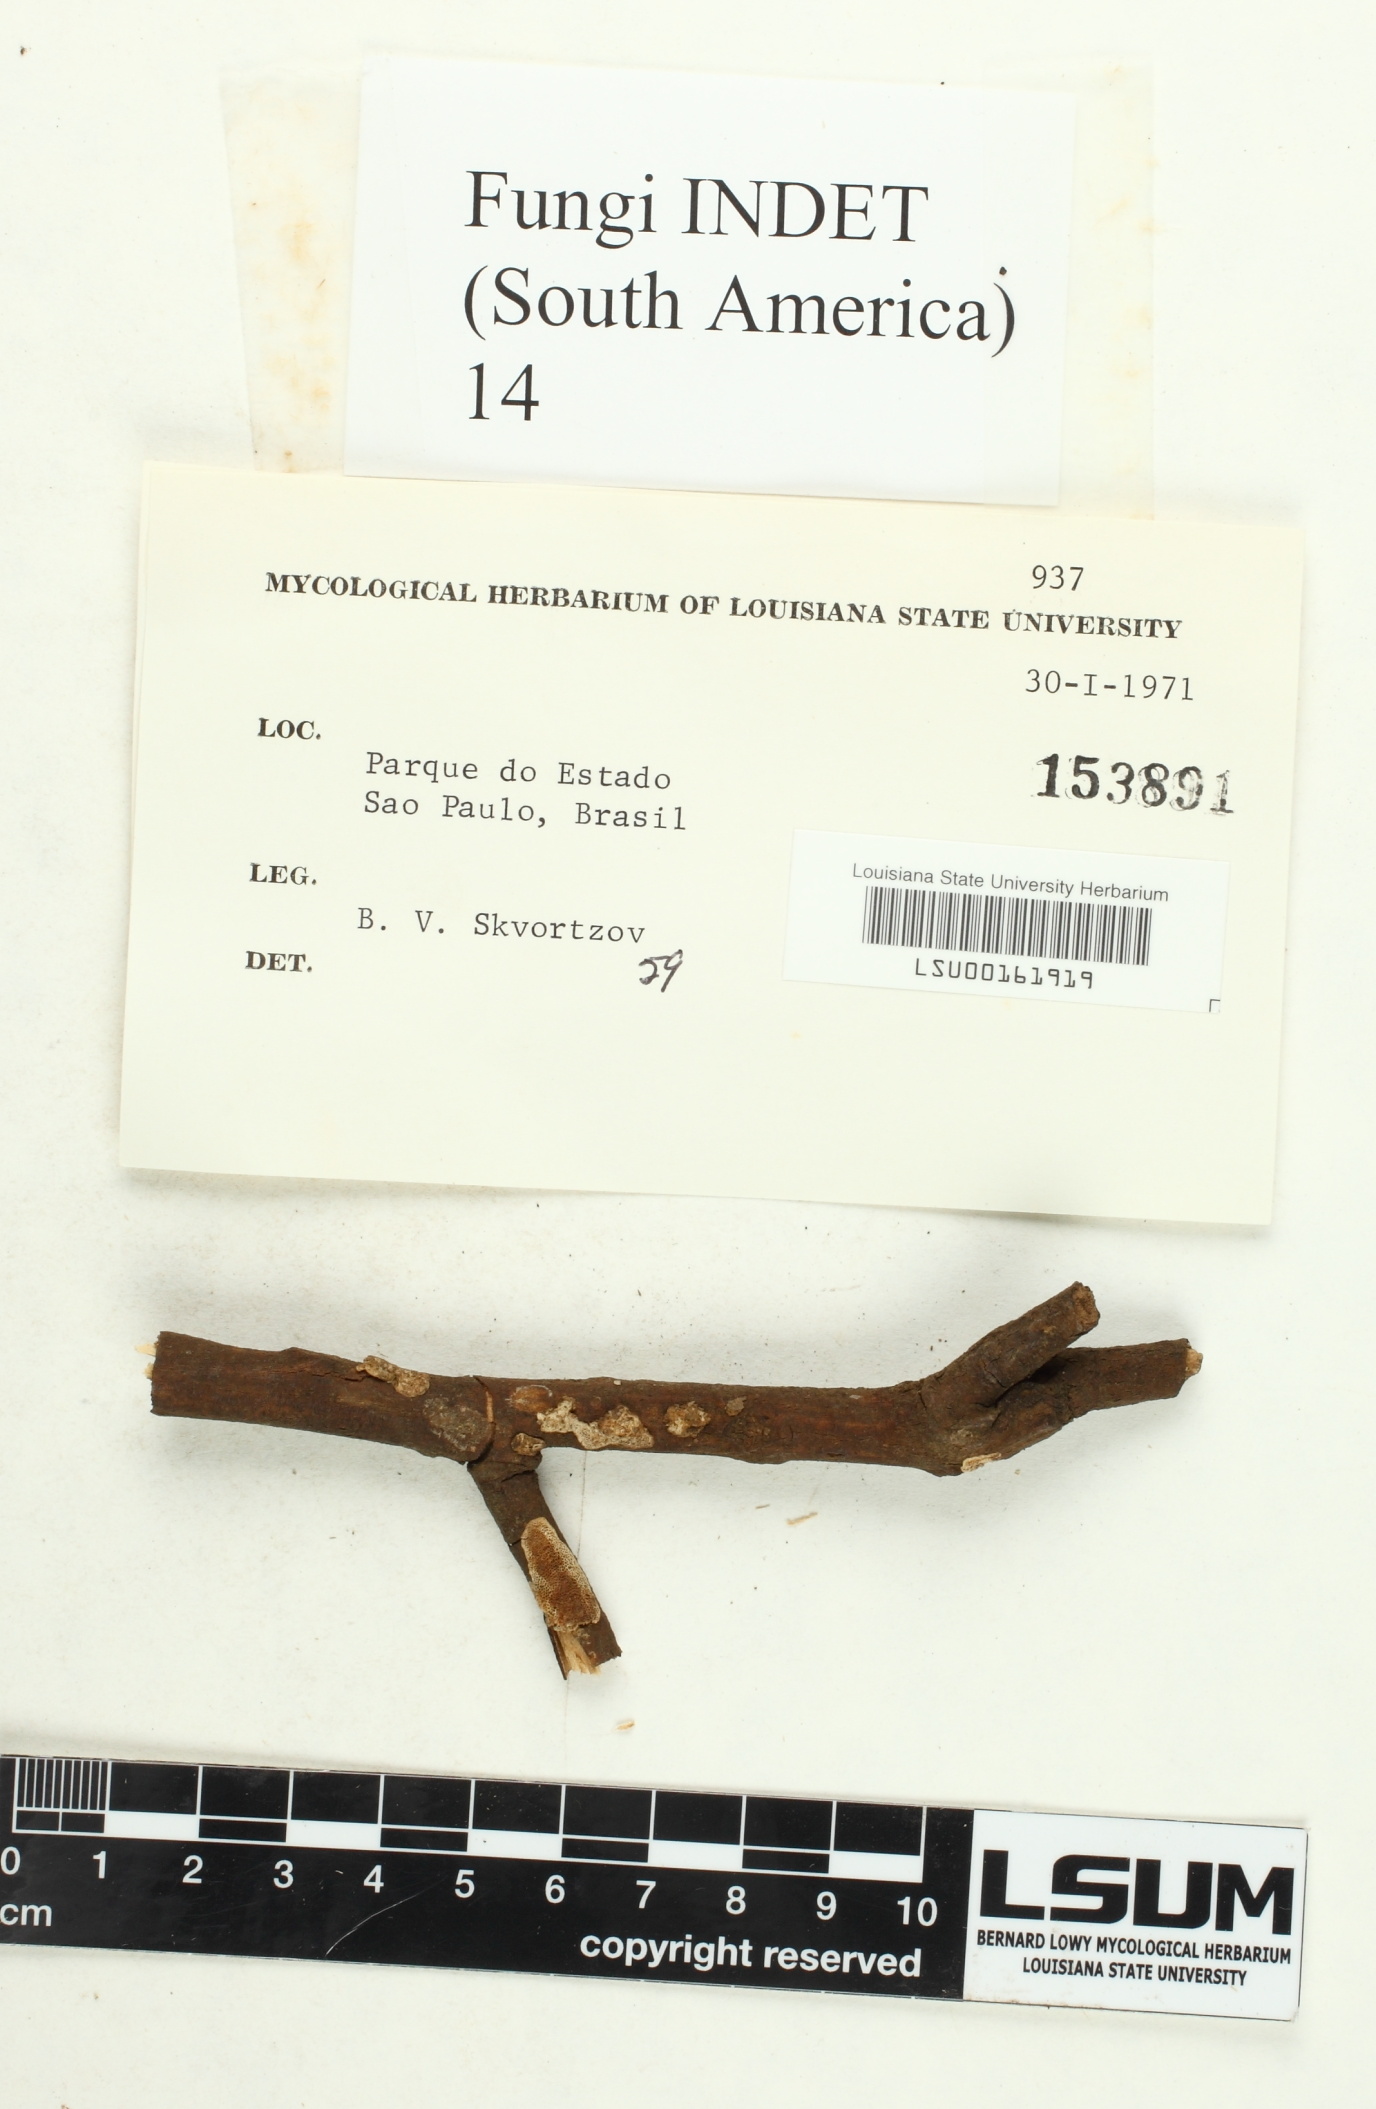 Fungi INDET
(South America)
14
937
MYCOLOGICAL HERBARIUM OF LOUISIANA STATE UNIVERSITY
30-I-1971
LOC.
Parque do Estado
Sao Paulo, Brasil
153891
LEG.
B. V. Skvortzov
DET.
59
Louisiana State University Herbarium
LSU00161919
0 1 2 3 4 5 6 7 8 9 10
cm
copyright reserved
LSUM
BERNARD LOWY MYCOLOGICAL HERBARIUM
LOUISIANA STATE UNIVERSITY